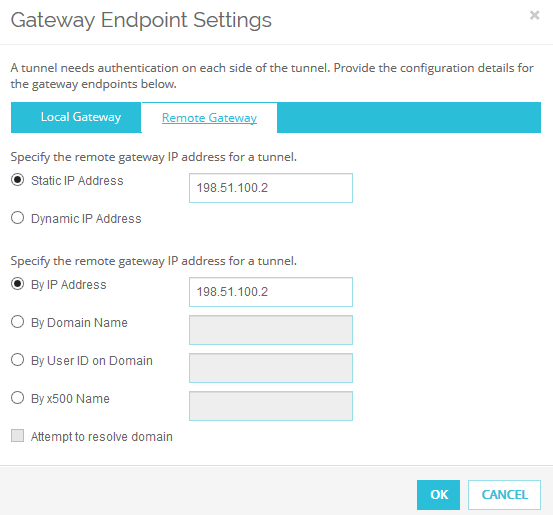 Gateway Endpoint Settings
×
A tunnel needs authentication on each side of the tunnel. Provide the configuration details for
the gateway endpoints below.
Local Gateway Remote Gateway
Specify the remote gateway IP address for a tunnel.
Static IP Address 198.51.100.2
Dynamic IP Address
Specify the remote gateway IP address for a tunnel.
By IP Address 198.51.100.2
By Domain Name
By User ID on Domain
By x500 Name
Attempt to resolve domain
OK CANCEL